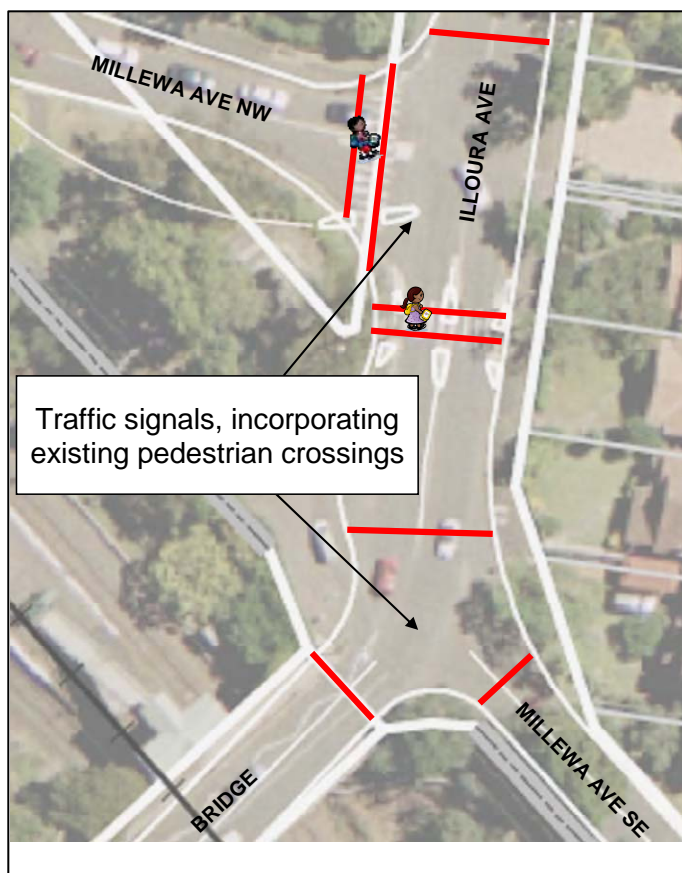 MILLEWA AVE NW
ILLOURA AVE
Traffic signals, incorporating
existing pedestrian crossings
BRIDGE
MILLEWA AVE SE